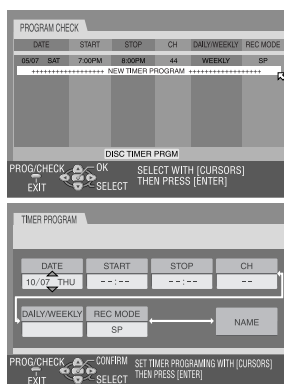 PROGRAM CHECK
DATE START STOP CH DAILY/WEEKLY REC MODE
05/07 SAT 7:00PM 8:00PM 44 WEEKLY SP
++++++++++++++++++ NEW TIMER PROGRAM ++++++++++++++++++
DISC TIMER PRGM
PROG/CHECK OK SELECT WITH [CURSORS]
EXIT SELECT THEN PRESS [ENTER]
TIMER PROGRAM
DATE START STOP CH
10/07 THU --:-- --:-- --
DAILY/WEEKLY REC MODE NAME
SP
PROG/CHECK CONFIRM SET TIMER PROGRAMING WITH [CURSORS]
EXIT SELECT THEN PRESS [ENTER]